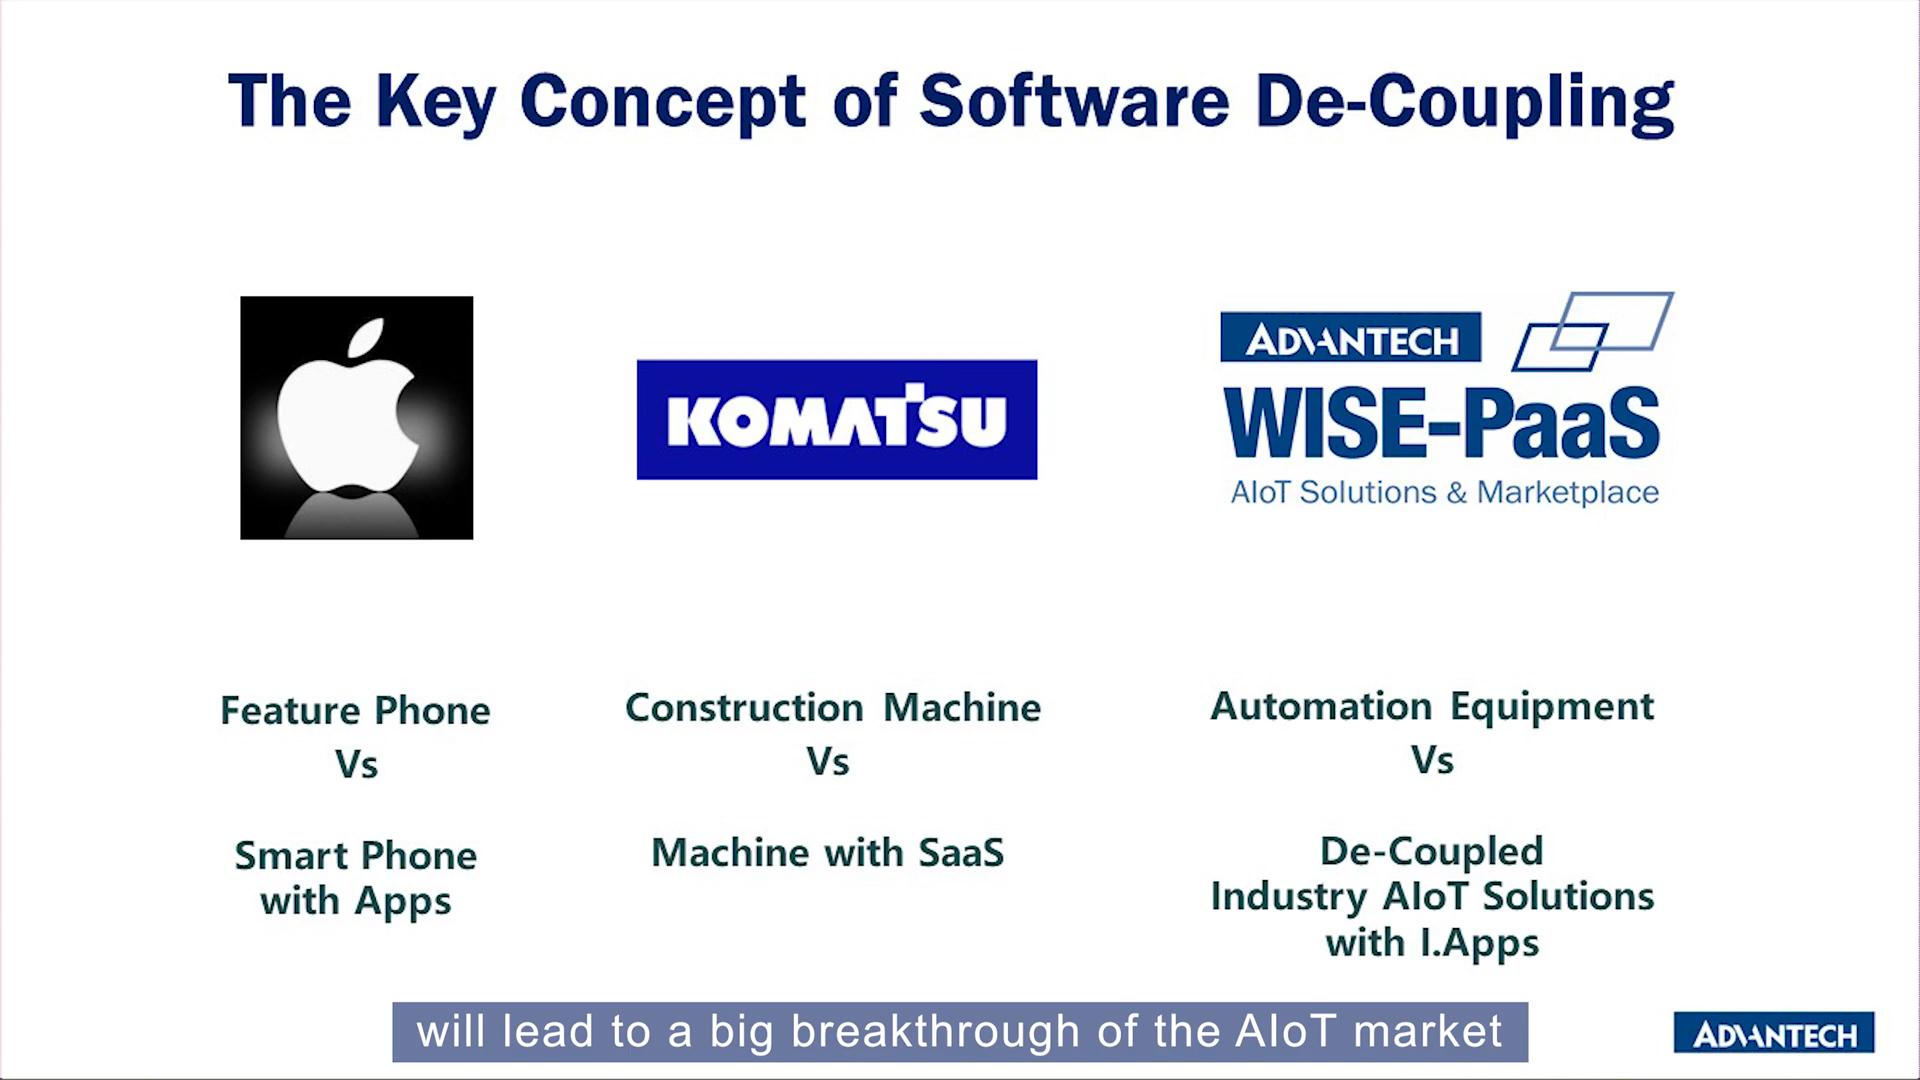 The Key Concept of Software De-Coupling
KOMATSU
ADVANTECH
WISE-PaaS
AIoT Solutions & Marketplace
Feature Phone
Vs
Smart Phone
with Apps
Construction Machine
Vs
Machine with SaaS
Automation Equipment
Vs
De-Coupled
Industry AIoT Solutions
with I.Apps
will lead to a big breakthrough of the AIoT market
ADVANTECH